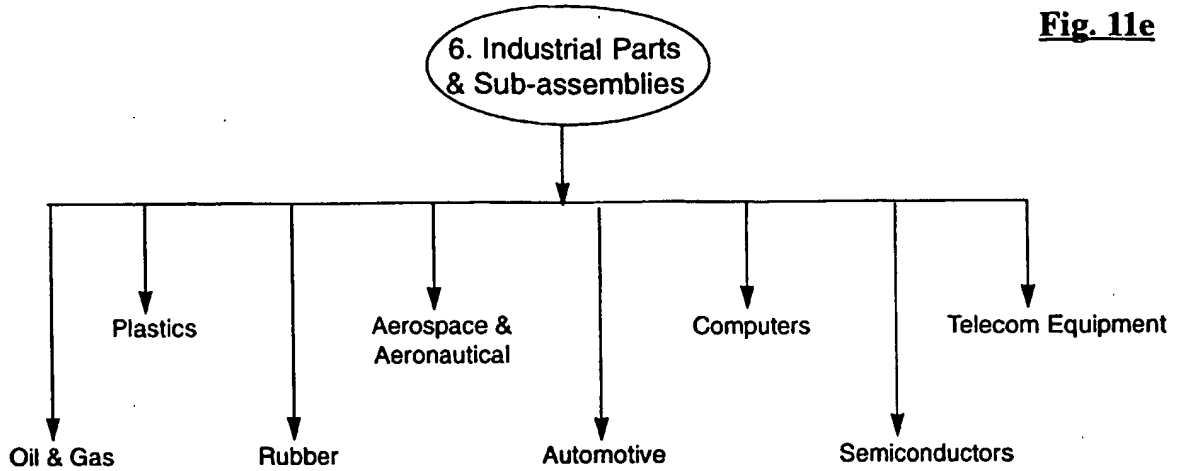 Fig. 11e
6. Industrial Parts
& Sub-assemblies
Plastics
Aerospace &
Aeronautical
Computers
Telecom Equipment
Oil & Gas
Rubber
Automotive
Semiconductors